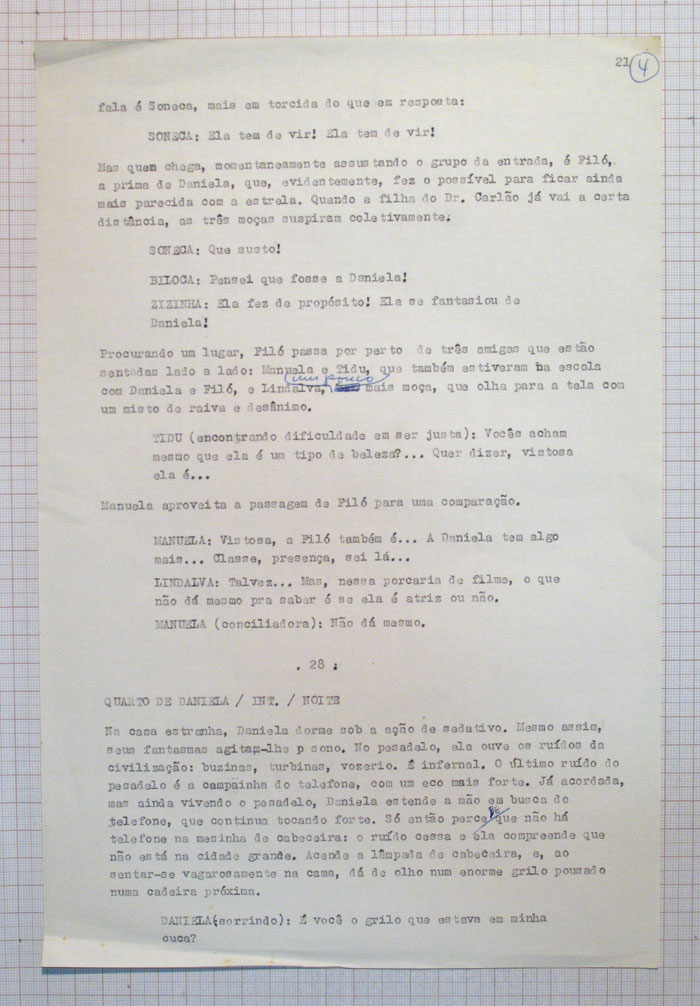 21 4
fala é Soneca, mais em torcida do que em resposta:
SONECA: Ela tem de vir! Ela tem de vir!
Mas quem chega, momentaneamente assustando o grupo da entrada, é Filó,
a prima de Daniela, que, evidentemente, fez o possível para ficar ainda
mais parecida com a estrela. Quando a filha do Dr. Carlão já vai a certa
distância, as três moças suspiram coletivamente:
SONECA: Que susto!
BILOCA: Pensei que fosse a Daniela!
ZIZINHA: Ela fez de propósito! Ela se fantasiou de
Daniela!
Procurando um lugar, Filó passa por perto de três amigas que estão
sentadas lado a lado: Manuela e Tidu, que também estiveram na escola
um pouco
com Daniela e Filó, e Lindalva, mais moça, que olha para a tela com
um misto de raiva e desânimo.
TIDU (encontrando dificuldade em ser justa): Vocês acham
mesmo que ela é um tipo de beleza?... Quer dizer, vistosa
ela é...
Manuela aproveita a passagem de Filó para uma comparação.
MANUELA: Vistosa, a Filó também é... A Daniela tem algo
mais... Classe, presença, sei lá...
LINDALVA: Talvez... Mas, nessa porcaria de filme, o que
não dá mesmo pra saber é se ela é atriz ou não.
MANUELA (conciliadora): Não dá mesmo.
. 28 :
QUARTO DE DANIELA / INT. / NOITE
Na casa estranha, Daniela dorme sob a ação de sedativo. Mesmo assim,
seus fantasmas agitam-lhe p sono. No pesadelo, ela ouve os ruídos da
civilização: buzinas, turbinas, vozerio. É infernal. O último ruído do
pesadelo é a campainha do telefone, com um eco mais forte. Já acordada,
mas ainda vivendo o pesadelo, Daniela estende a mão em busca do
be
telefone, que continua tocando forte. Só então perce que não há
telefone na mesinha de cabeceira: o ruído cessa e ela compreende que
não está na cidade grande. Acende a lâmpada de cabeceira, e, ao
sentar-se vagarosamente na cama, dá de olho num enorme grilo pousado
numa cadeira próxima.
DANIELA(sorrindo): É você o grilo que estava em minha
cuca?